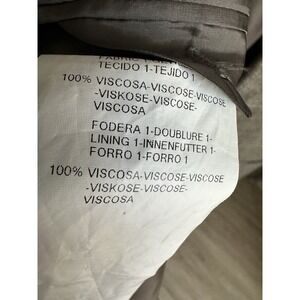 TECIDO 1-TEJIDO 1
100% VISCOSA-VISCOSE-VISCOSE
-VISKOSE-VISCOSE-
VISCOSA
FODERA 1-DOUBLURE 1-
LINING 1-INNENFUTTER 1-
FORRO 1-FORRO 1
100% VISCOSA-VISCOSE-VISCOSE
-VISKOSE-VISCOSE-
VISCOSA